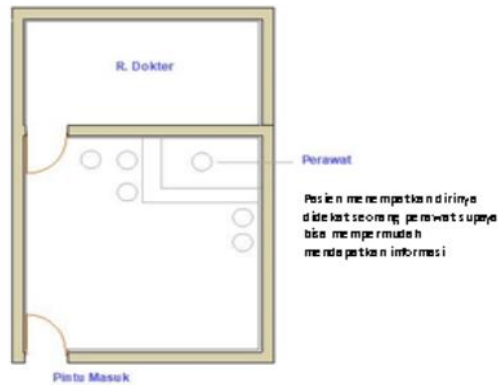 R. Dokter
Perawat
Pasien menempatkan dirinya
didekat seorang perawat supaya
bisa mempermudah
mendapatkan informasi
Pintu Masuk